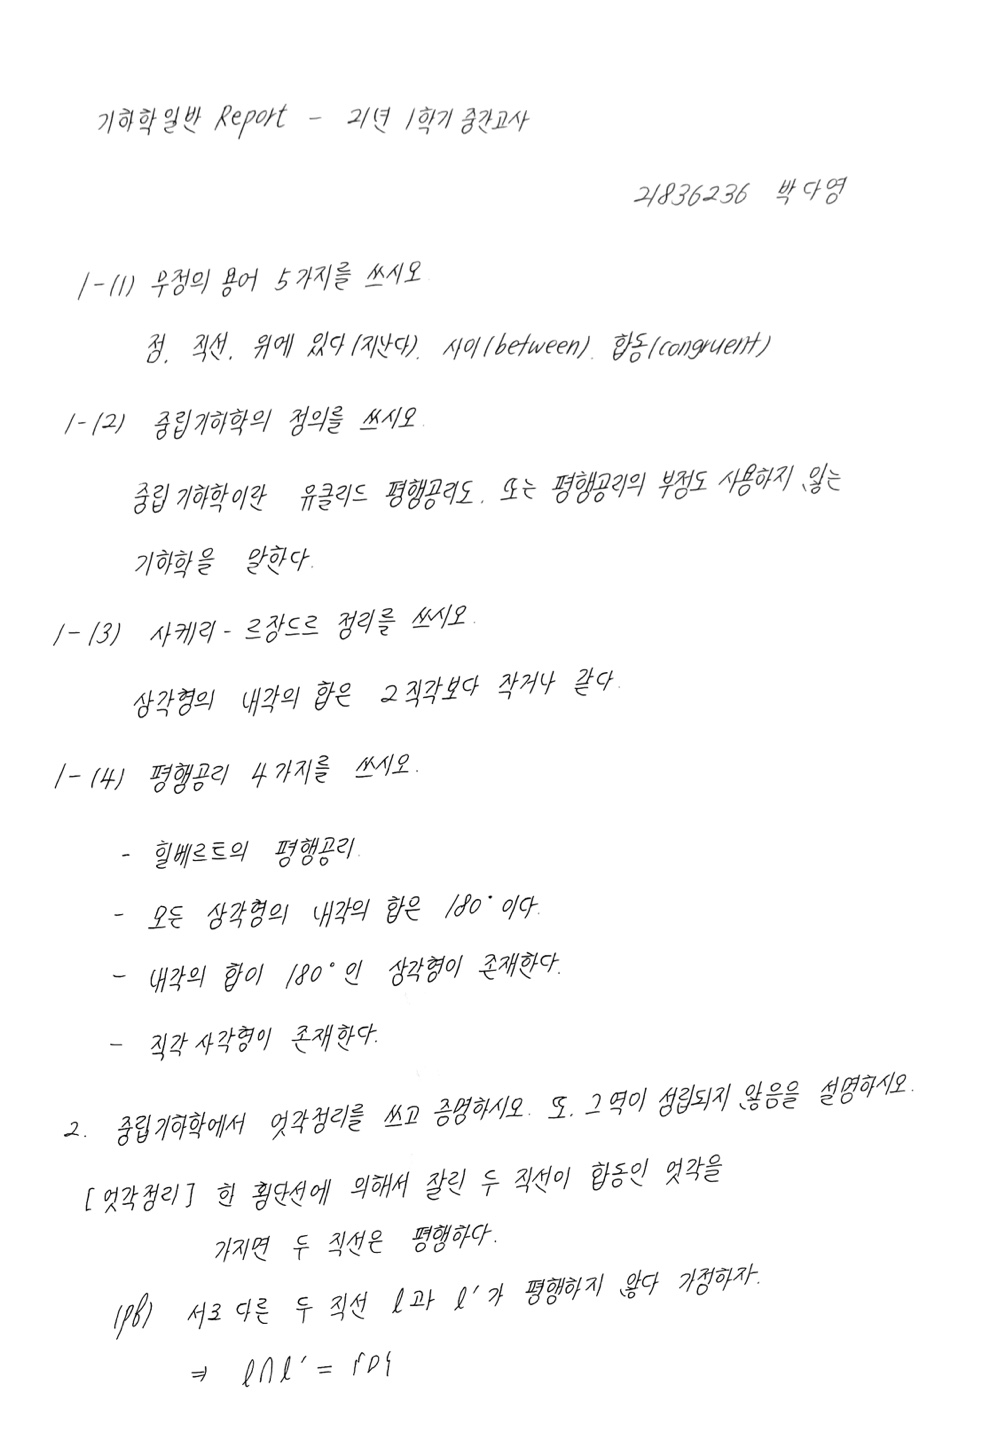 기하학일반 Report - 21년 1학기 중간고사
21836236 박다영
1-(1) 무정의 용어 5가지를 쓰시오.
점, 직선, 위에 있다(지난다), 사이(between), 합동(congruent)
1-(2) 중립기하학의 정의를 쓰시오.
중립 기하학이란 유클리드 평행공리도, 또는 평행공리의 부정도 사용하지 않는
기하학을 말한다.
1-(3) 사케리-르장드르 정리를 쓰시오.
삼각형의 내각의 합은 2직각보다 작거나 같다.
1-(4) 평행공리 4가지를 쓰시오.
- 힐베르트의 평행공리.
- 모든 삼각형의 내각의 합은 180°이다.
- 내각의 합이 180°인 삼각형이 존재한다.
- 직각사각형이 존재한다.
2. 중립기하학에서 엇각정리를 쓰고 증명하시오. 또, 그 역이 성립되지 않음을 설명하시오.
[엇각정리] 한 횡단선에 의해서 잘린 두 직선이 합동인 엇각을
가지면 두 직선은 평행하다.
(pf) 서로 다른 두 직선 l과 l'가 평행하지 않다 가정하자.
⇒ l∩l' = {D}